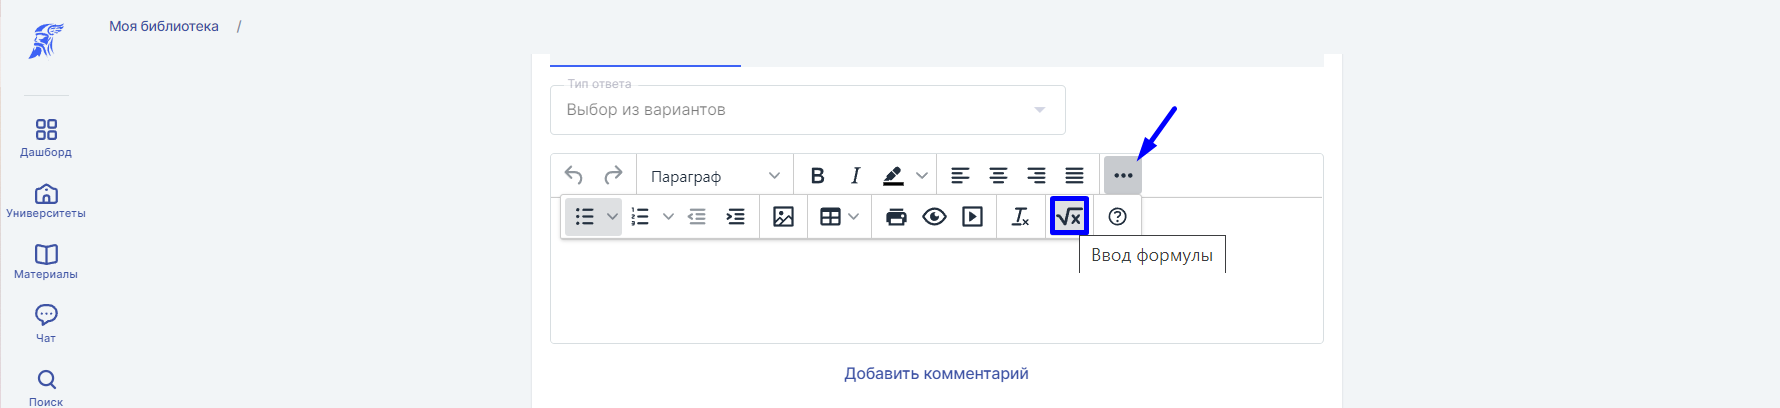 Моя библиотека /
Дашборд
Университеты
Материалы
Чат
Поиск
Тип ответа
Выбор из вариантов
Параграф
B I
Ввод формулы
Добавить комментарий